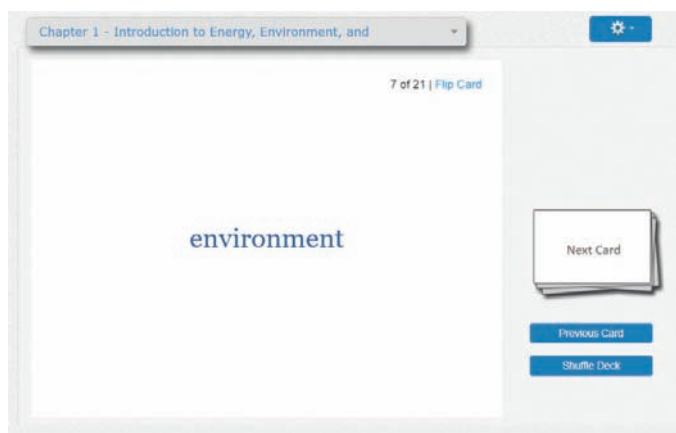 Chapter 1 - Introduction to Energy, Environment, and
7 of 21 | Flip Card
environment
Next Card
Previous Card
Shuffle Deck